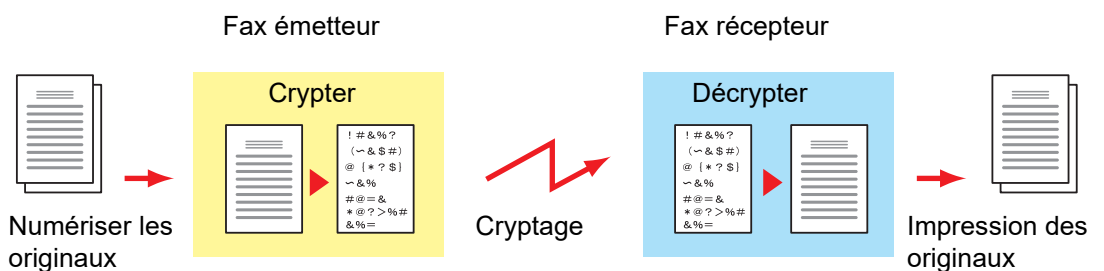 Fax émetteur
Fax récepteur
Crypter
Décrypter
!#&%?
(∽&$#)
@{*?$}
∽&%
#@=&
*@?>%#
&%=
!#&%?
(∽&$#)
@{*?$}
∽&%
#@=&
*@?>%#
&%=
Numériser les
originaux
Cryptage
Impression des
originaux